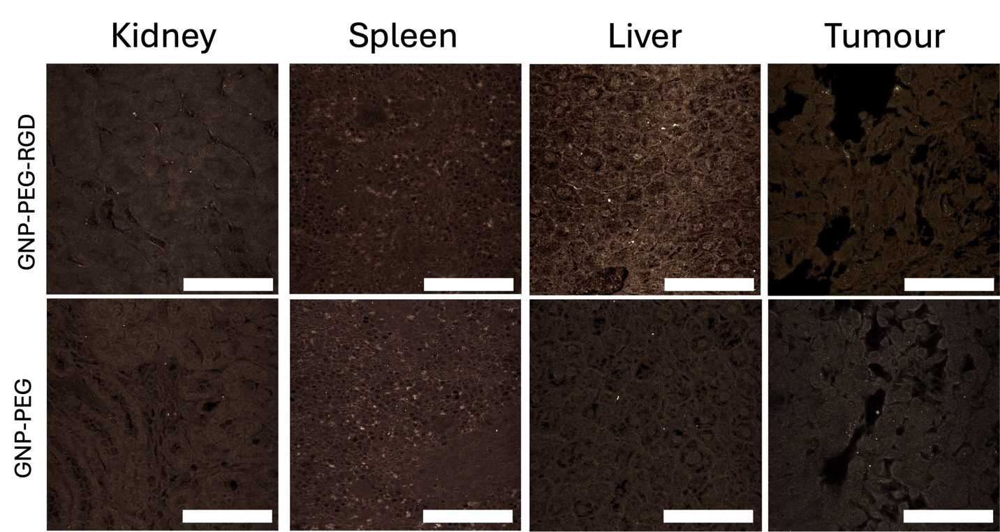 Kidney
Spleen
Liver
Tumour
GNP-PEG-RGD
GNP-PEG